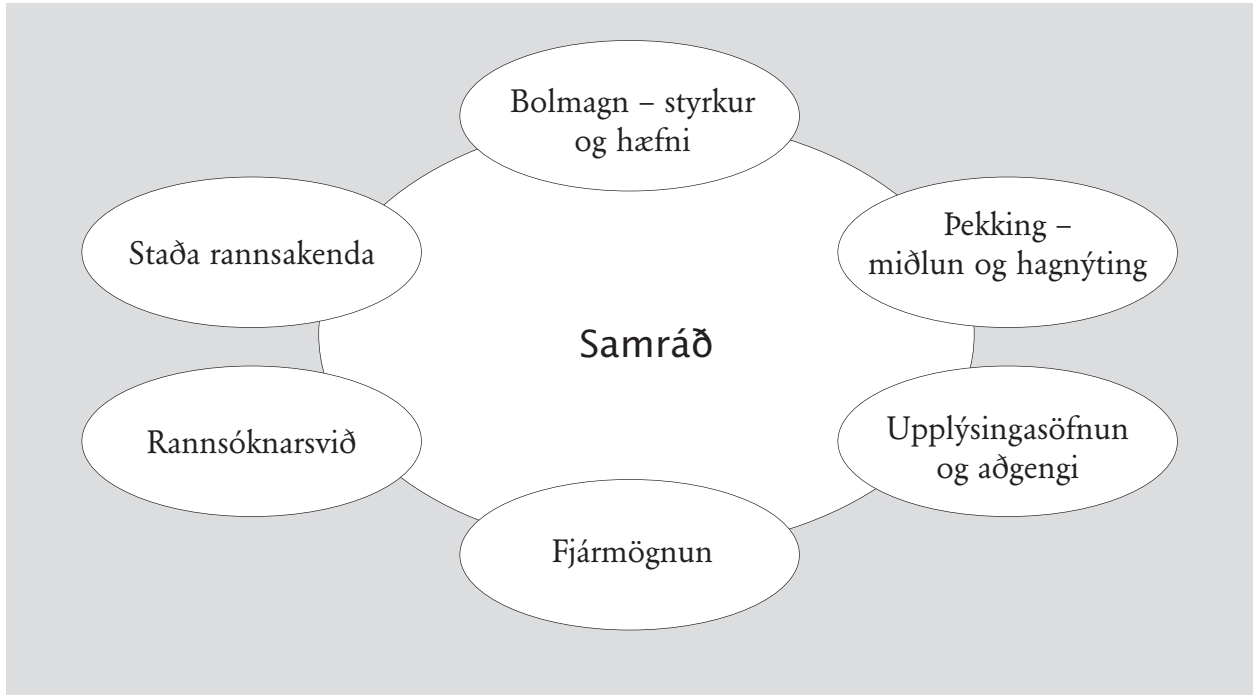 Bolmagn – styrkur
og hæfni
Staða rannsakenda
Þekking –
miðlun og hagnýting
Samráð
Rannsóknarsvið
Upplýsingasöfnun
og aðgengi
Fjármögnun